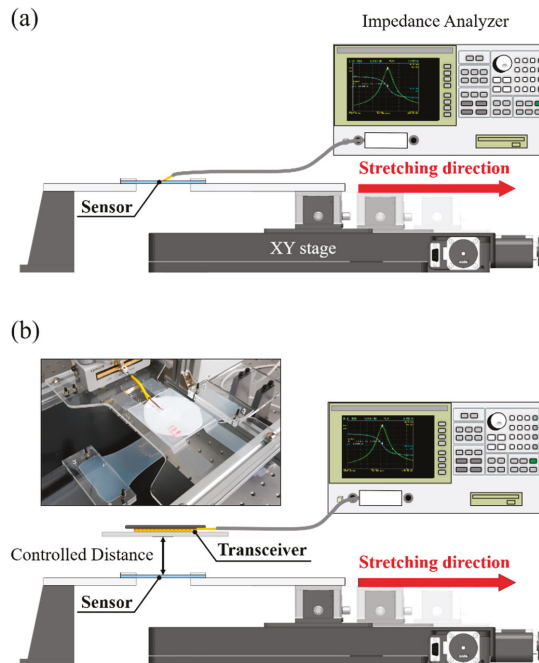 (a)
Impedance Analyzer
Stretching direction
Sensor
XY stage
(b)
Transceiver
Controlled Distance
Stretching direction
Sensor